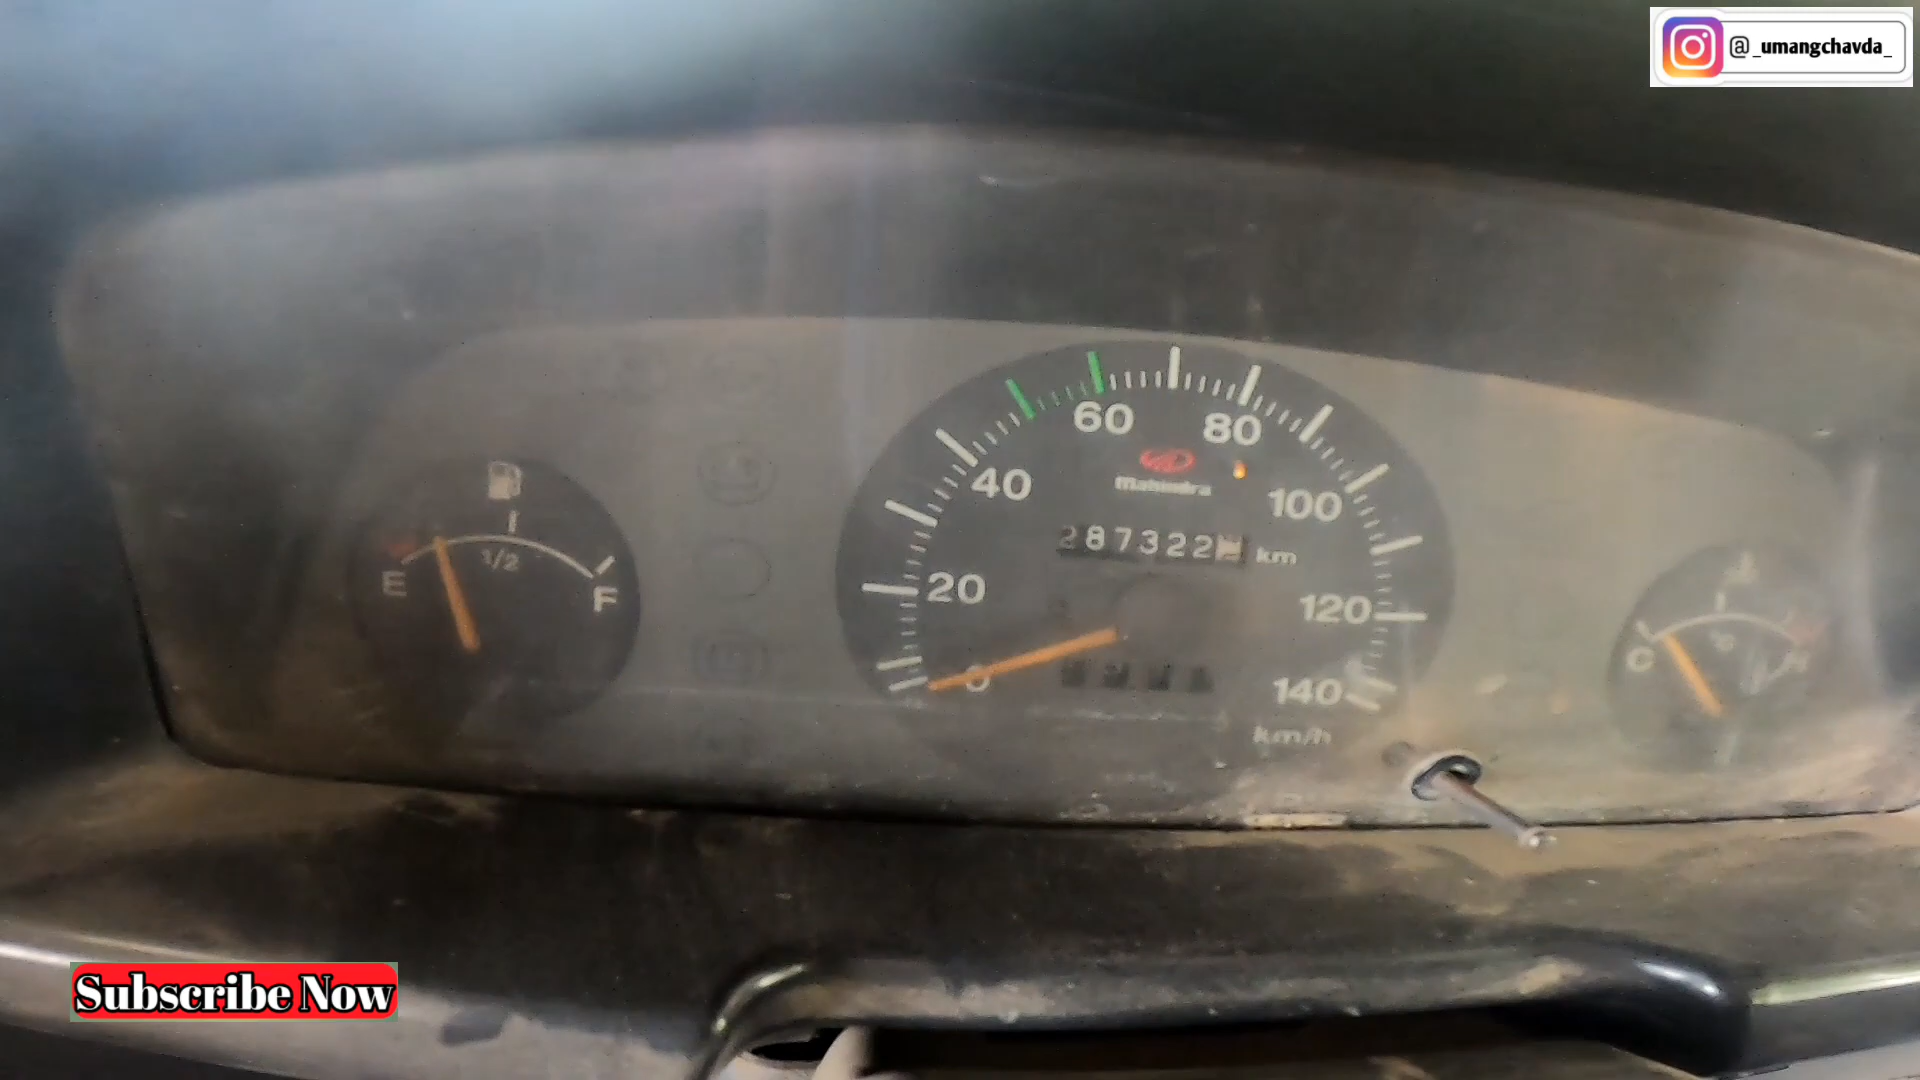 @_umangchavda_
60
80
40
Mahindra
100
287322
km
1/2
E
F
20
120
C
H
0
140
km/h
Subscribe Now